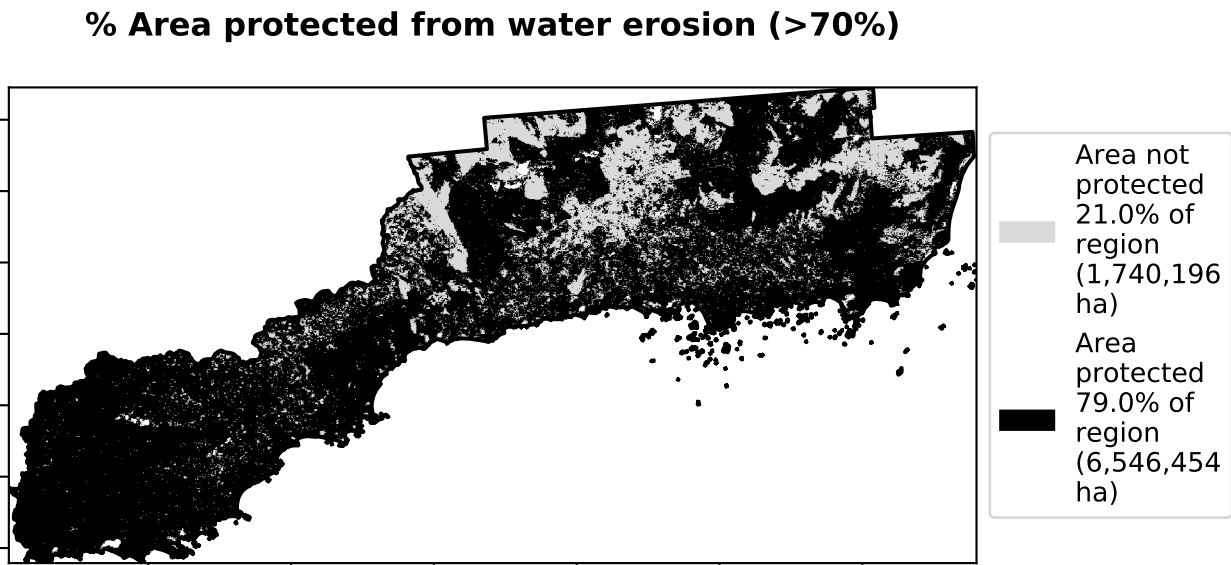 % Area protected from water erosion (>70%)
Area not
protected
21.0% of
region
(1,740,196
ha)
Area
protected
79.0% of
region
(6,546,454
ha)